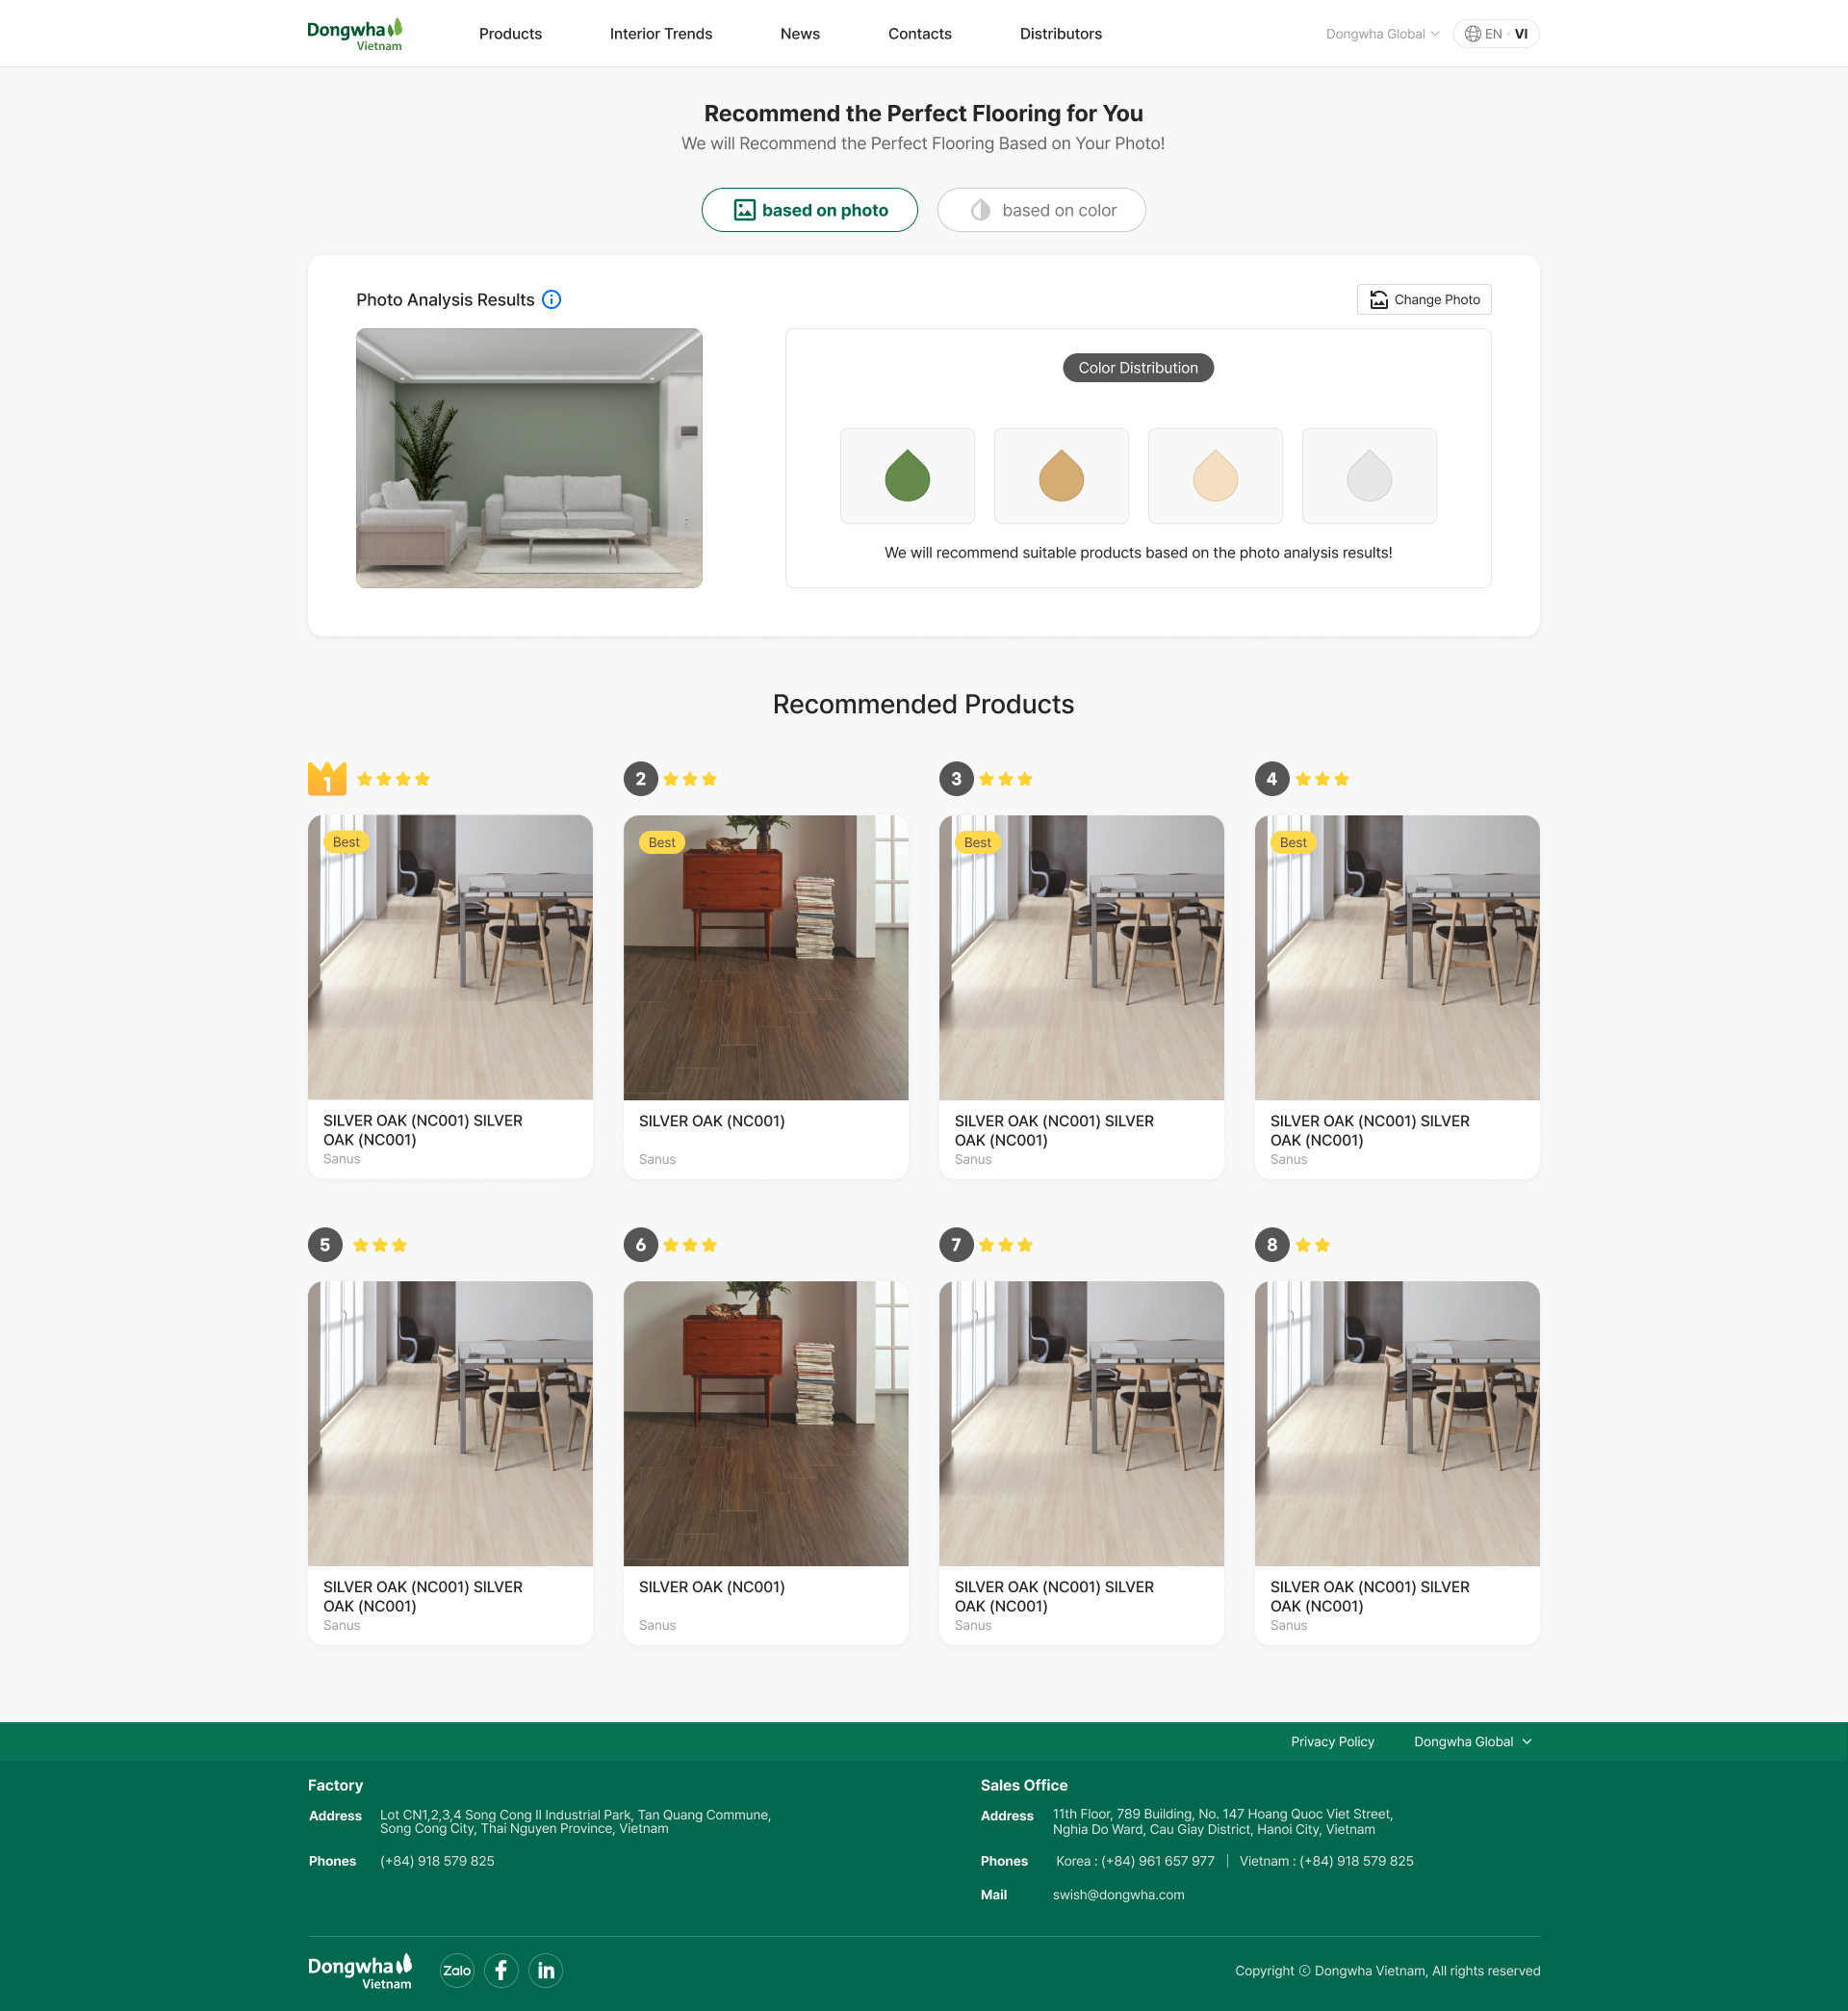 Dongwha
Vietnam
Products
Interior Trends
News
Contacts
Distributors
Dongwha Global
EN
VI
Recommend the Perfect Flooring for You
We will Recommend the Perfect Flooring Based on Your Photo!
based on photo
based on color
Photo Analysis Results
Change Photo
Color Distribution
We will recommend suitable products based on the photo analysis results!
Recommended Products
1
2
3
4
Best
Best
Best
Best
SILVER OAK (NC001) SILVER
OAK (NC001)
Sanus
SILVER OAK (NC001)
Sanus
SILVER OAK (NC001) SILVER
OAK (NC001)
Sanus
SILVER OAK (NC001) SILVER
OAK (NC001)
Sanus
5
6
7
8
SILVER OAK (NC001) SILVER
OAK (NC001)
Sanus
SILVER OAK (NC001)
Sanus
SILVER OAK (NC001) SILVER
OAK (NC001)
Sanus
SILVER OAK (NC001) SILVER
OAK (NC001)
Sanus
Privacy Policy
Dongwha Global
Factory
Address
Lot CN1,2,3,4 Song Cong II Industrial Park, Tan Quang Commune,
Song Cong City, Thai Nguyen Province, Vietnam
Phones
(+84) 918 579 825
Sales Office
Address
11th Floor, 789 Building, No. 147 Hoang Quoc Viet Street,
Nghia Do Ward, Cau Giay District, Hanoi City, Vietnam
Phones
Korea : (+84) 961 657 977 | Vietnam : (+84) 918 579 825
Mail
swish@dongwha.com
Dongwha
Vietnam
Zalo
f
in
Copyright ⓒ Dongwha Vietnam, All rights reserved